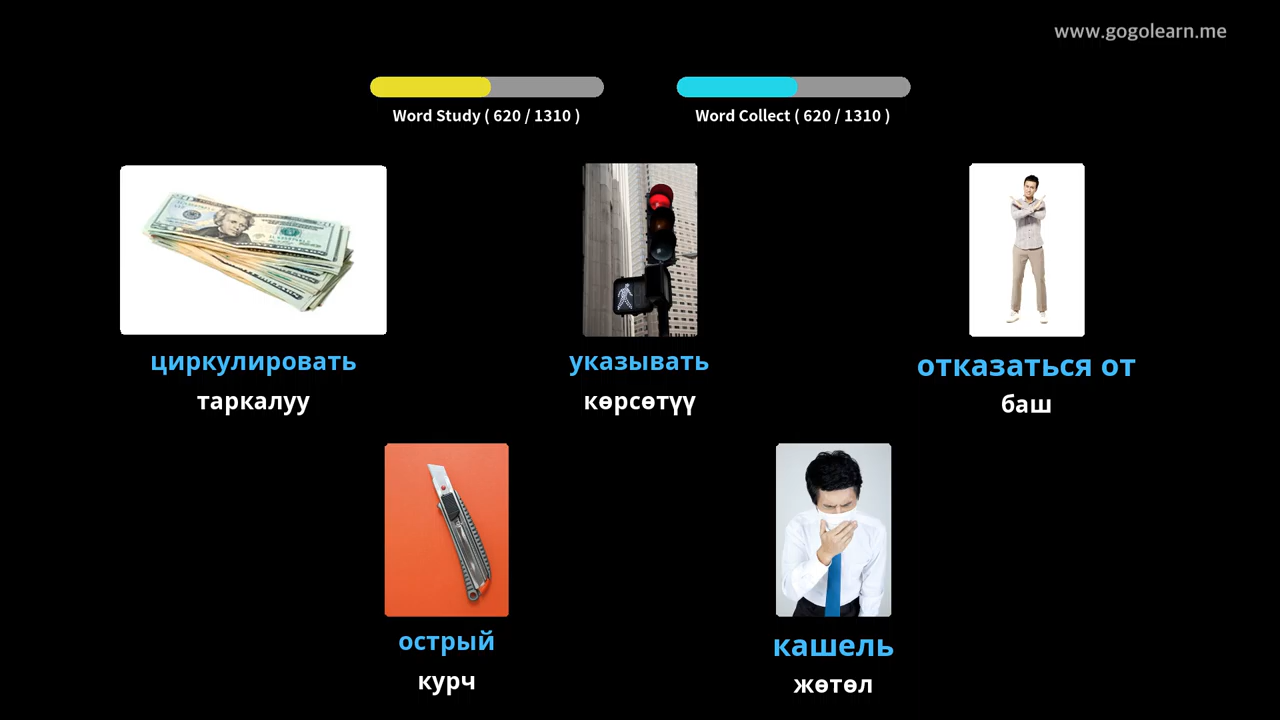 www.gogolearn.me
Word Study ( 620 / 1310 )
Word Collect ( 620 / 1310 )
циркулировать
таркалуу
указывать
көрсөтүү
отказаться от
баш
острый
курч
кашель
жөтөл